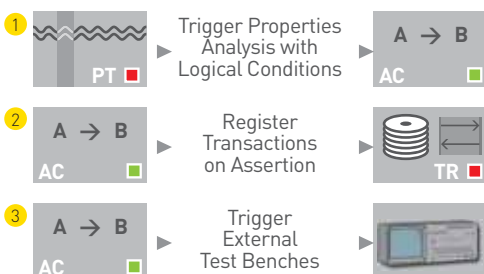 1
PT
Trigger Properties
Analysis with
Logical Conditions
A → B
AC
2
A → B
AC
Register
Transactions
on Assertion
TR
3
A → B
AC
Trigger
External
Test Benches